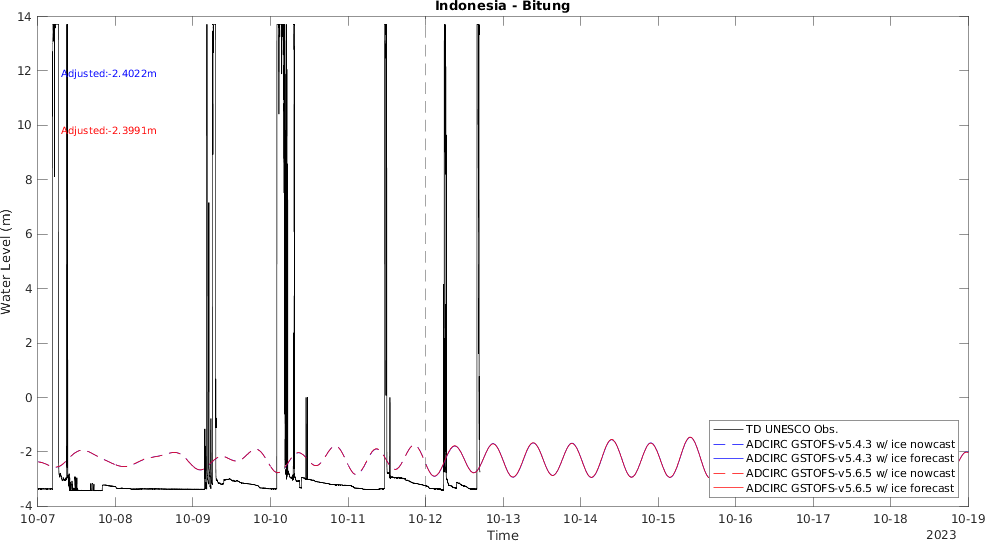 Indonesia - Bitung
14
12
10
8
6
4
2
0
-2
-4
Water Level (m)
Adjusted:-2.4022m
Adjusted:-2.3991m
TD UNESCO Obs.
ADCIRC GSTOFS-v5.4.3 w/ ice nowcast
ADCIRC GSTOFS-v5.4.3 w/ ice forecast
ADCIRC GSTOFS-v5.6.5 w/ ice nowcast
ADCIRC GSTOFS-v5.6.5 w/ ice forecast
10-07 10-08 10-09 10-10 10-11 10-12 10-13 10-14 10-15 10-16 10-17 10-18 10-19
Time
2023